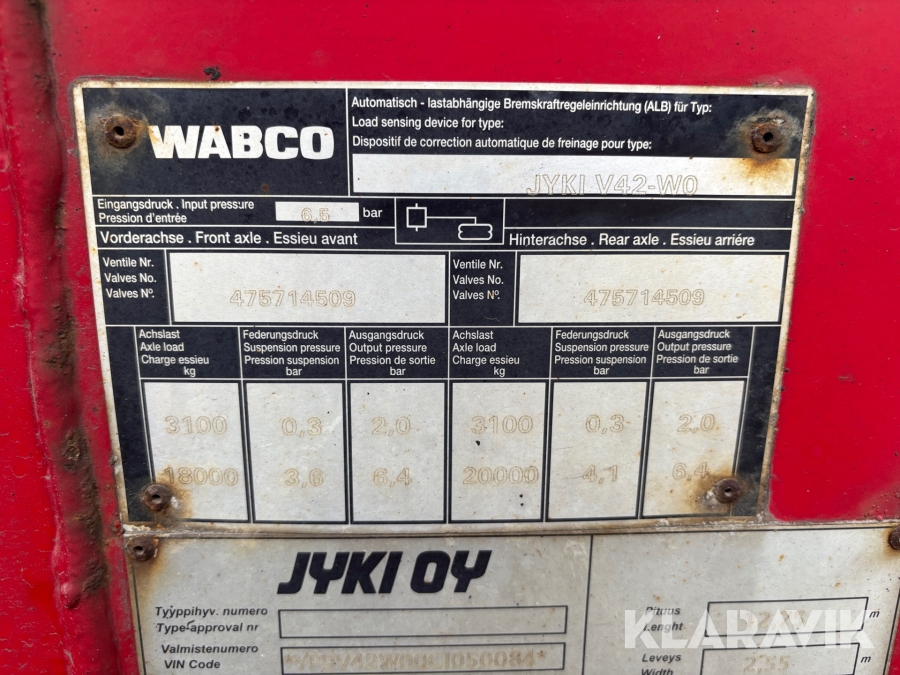 WABCO
Automatisch - lastabhängige Bremskraftregeleinrichtung (ALB) für Typ:
Load sensing device for type:
Dispositif de correction automatique de freinage pour type:
JYKI V42-WO
Eingangsdruck . Input pressure
Pression d'entrée
6,5 bar
Vorderachse . Front axle . Essieu avant
Hinterachse . Rear axle . Essieu arriére
Ventile Nr.
Valves No.
Valves Nº.
475714509
Ventile Nr.
Valves No.
Valves Nº.
475714509
Achslast
Axle load
Charge essieu
kg
Federungsdruck
Suspension pressure
Pression suspension
bar
Ausgangsdruck
Output pressure
Pression de sortie
bar
Achslast
Axle load
Charge essieu
kg
Federungsdruck
Suspension pressure
Pression suspension
bar
Ausgangsdruck
Output pressure
Pression de sortie
bar
3100 0,3 2,0 3100 0,3 2,0
18000 3,6 6,4 20000 4,1 6,4
JYKI OY
Tyyppihyv. numero
Type-approval nr
Valmistenumero
VIN Code
Pituus
Lenght
m
Leveys
Width
m
KLARAVIK